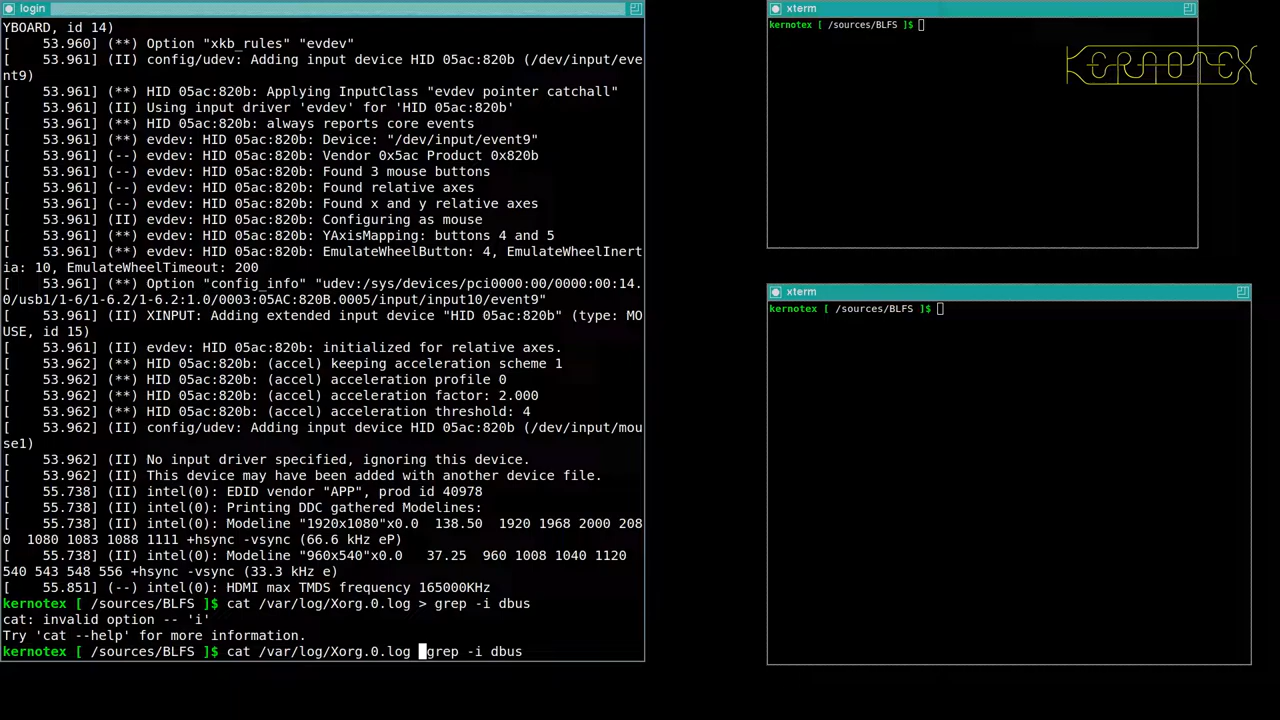 login
YBOARD, id 14)
[    53.960] (**) Option "xkb_rules" "evdev"
[    53.961] (II) config/udev: Adding input device HID 05ac:820b (/dev/input/eve
nt9)
[    53.961] (**) HID 05ac:820b: Applying InputClass "evdev pointer catchall"
[    53.961] (II) Using input driver 'evdev' for 'HID 05ac:820b'
[    53.961] (**) HID 05ac:820b: always reports core events
[    53.961] (**) evdev: HID 05ac:820b: Device: "/dev/input/event9"
[    53.961] (--) evdev: HID 05ac:820b: Vendor 0x5ac Product 0x820b
[    53.961] (--) evdev: HID 05ac:820b: Found 3 mouse buttons
[    53.961] (--) evdev: HID 05ac:820b: Found relative axes
[    53.961] (--) evdev: HID 05ac:820b: Found x and y relative axes
[    53.961] (II) evdev: HID 05ac:820b: Configuring as mouse
[    53.961] (**) evdev: HID 05ac:820b: YAxisMapping: buttons 4 and 5
[    53.961] (**) evdev: HID 05ac:820b: EmulateWheelButton: 4, EmulateWheelInert
ia: 10, EmulateWheelTimeout: 200
[    53.961] (**) Option "config_info" "udev:/sys/devices/pci0000:00/0000:00:14.
0/usb1/1-6/1-6.2/1-6.2:1.0/0003:05AC:820B.0005/input/input10/event9"
[    53.961] (II) XINPUT: Adding extended input device "HID 05ac:820b" (type: MO
USE, id 15)
[    53.961] (II) evdev: HID 05ac:820b: initialized for relative axes.
[    53.962] (**) HID 05ac:820b: (accel) keeping acceleration scheme 1
[    53.962] (**) HID 05ac:820b: (accel) acceleration profile 0
[    53.962] (**) HID 05ac:820b: (accel) acceleration factor: 2.000
[    53.962] (**) HID 05ac:820b: (accel) acceleration threshold: 4
[    53.962] (II) config/udev: Adding input device HID 05ac:820b (/dev/input/mou
se1)
[    53.962] (II) No input driver specified, ignoring this device.
[    53.962] (II) This device may have been added with another device file.
[    55.738] (II) intel(0): EDID vendor "APP", prod id 40978
[    55.738] (II) intel(0): Printing DDC gathered Modelines:
[    55.738] (II) intel(0): Modeline "1920x1080"x0.0  138.50  1920 1968 2000 208
0  1080 1083 1088 1111 +hsync -vsync (66.6 kHz eP)
[    55.738] (II) intel(0): Modeline "960x540"x0.0   37.25  960 1008 1040 1120
540 543 548 556 +hsync -vsync (33.3 kHz e)
[    55.851] (--) intel(0): HDMI max TMDS frequency 165000KHz
kernotex [ /sources/BLFS ]$ cat /var/log/Xorg.0.log > grep -i dbus
cat: invalid option -- 'i'
Try 'cat --help' for more information.
kernotex [ /sources/BLFS ]$ cat /var/log/Xorg.0.log grep -i dbus
xterm
kernotex [ /sources/BLFS ]$
KERNOTEX
xterm
kernotex [ /sources/BLFS ]$